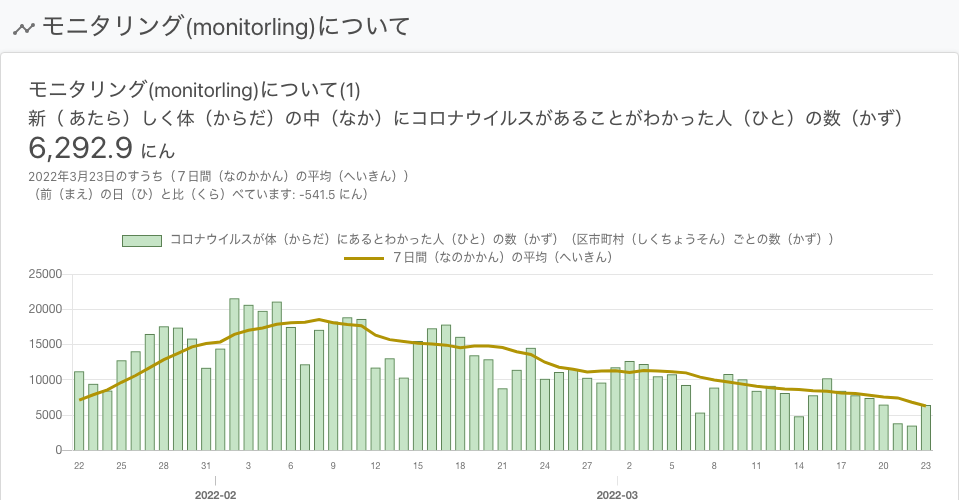 モニタリング(monitorling)について
モニタリング(monitorling)について(1)
新（ あたら）しく体（からだ）の中（なか）にコロナウイルスがあることがわかった人（ひと）の数（かず）
6,292.9 にん
2022年3月23日のすうち（７日間（なのかかん）の平均（へいきん））
（前（まえ）の日（ひ）と比（くら）べています: -541.5 にん）
コロナウイルスが体（からだ）にあるとわかった人（ひと）の数（かず）（区市町村（しくちょうそん）ごとの数（かず））
７日間（なのかかん）の平均（へいきん）
25000
20000
15000
10000
5000
0
22 25 28 31 3 6 9 12 15 18 21 24 27 2 5 8 11 14 17 20 23
2022-02 2022-03